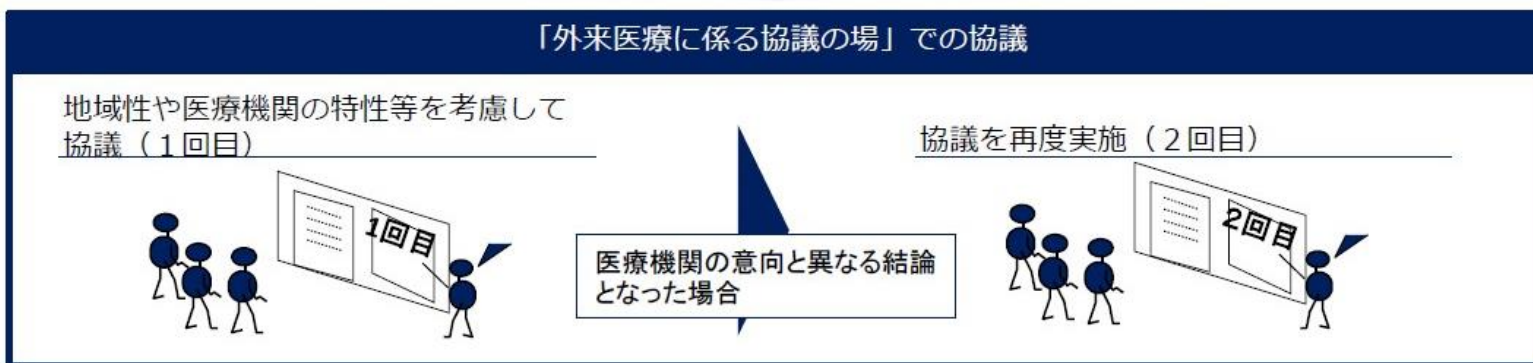 「外来医療に係る協議の場」での協議
地域性や医療機関の特性等を考慮して
協議（１回目）
1回目
医療機関の意向と異なる結論
となった場合
協議を再度実施（２回目）
2回目